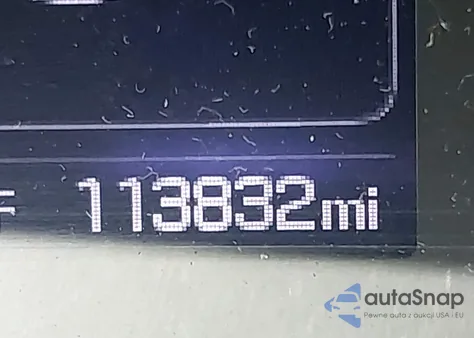 F 113832mi
autaSnap
Pewne auta z aukcji USA i EU